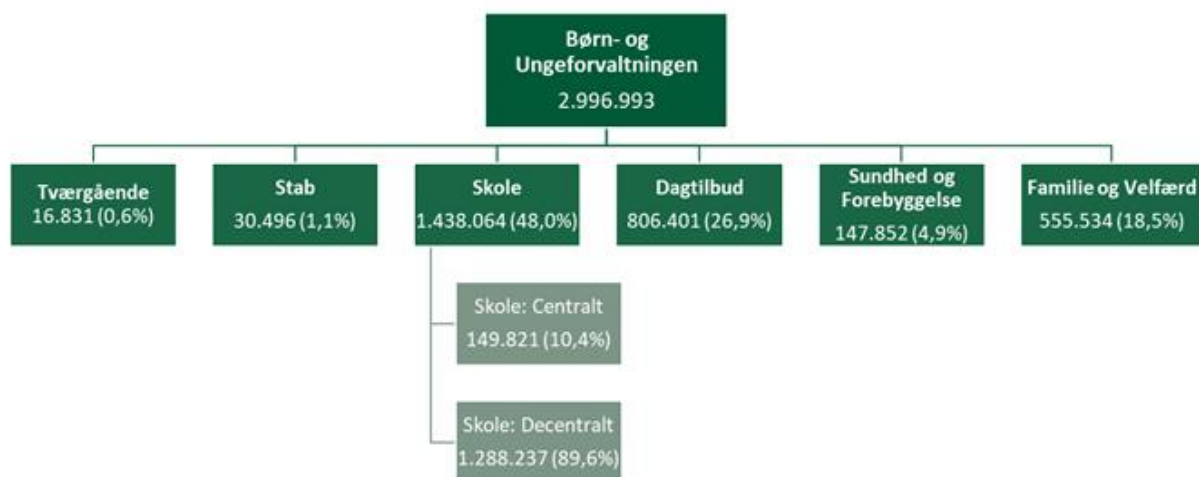 Børn- og
Ungeforvaltningen
2.996.993
Tværgående
16.831 (0,6%)
Stab
30.496 (1,1%)
Skole
1.438.064 (48,0%)
Dagtilbud
806.401 (26,9%)
Sundhed og
Forebyggelse
147.852 (4,9%)
Familie og Velfærd
555.534 (18,5%)
Skole: Centralt
149.821 (10,4%)
Skole: Decentralt
1.288.237 (89,6%)